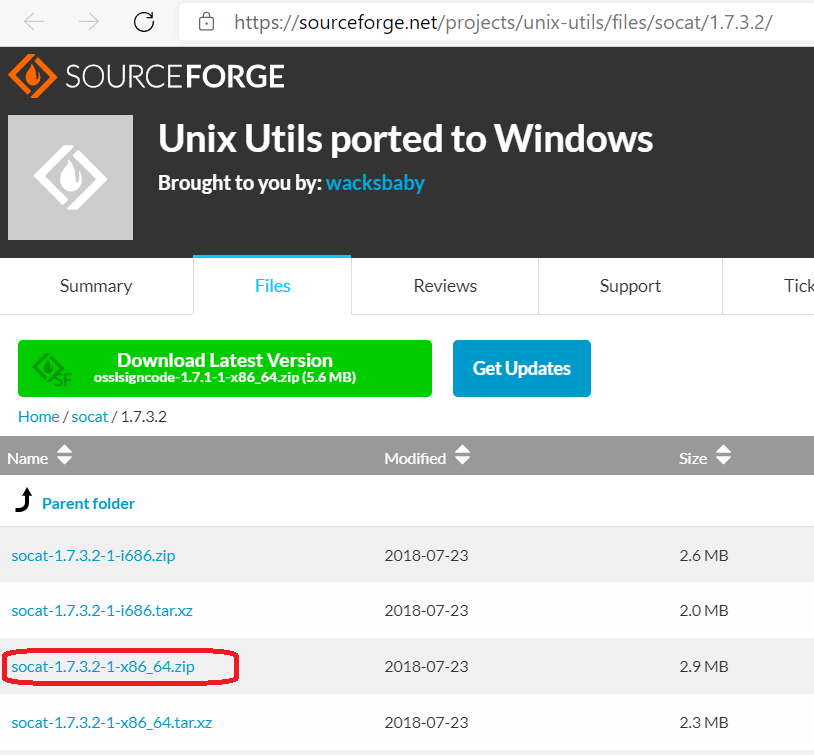 https://sourceforge.net/projects/unix-utils/files/socat/1.7.3.2/
SOURCEFORGE
Unix Utils ported to Windows
Brought to you by: wacksbaby
Summary Files Reviews Support Tick
Download Latest Version
osslsigncode-1.7.1-1-x86_64.zip (5.6 MB)
SF
Get Updates
Home / socat / 1.7.3.2
Name Modified Size
Parent folder
socat-1.7.3.2-1-i686.zip 2018-07-23 2.6 MB
socat-1.7.3.2-1-i686.tar.xz 2018-07-23 2.0 MB
socat-1.7.3.2-1-x86_64.zip 2018-07-23 2.9 MB
socat-1.7.3.2-1-x86_64.tar.xz 2018-07-23 2.3 MB